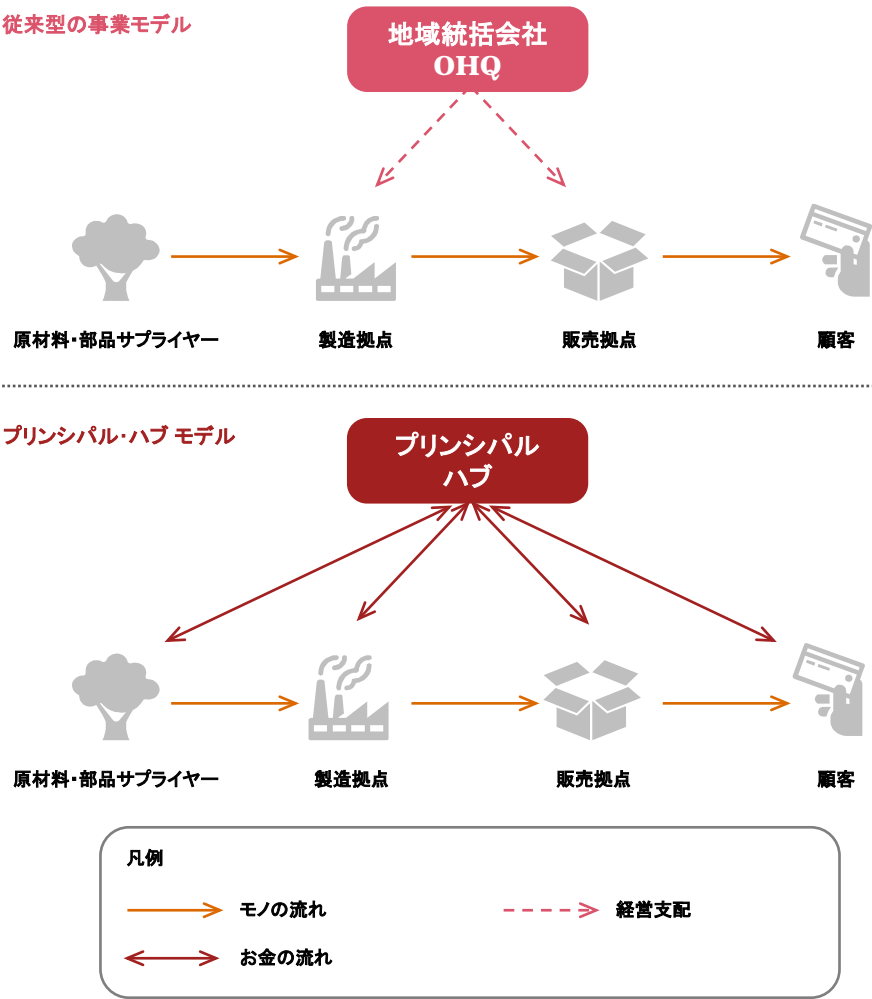 従来型の事業モデル
地域統括会社
OHQ
原材料・部品サプライヤー
製造拠点
販売拠点
顧客
プリンシパル・ハブ モデル
プリンシパル
ハブ
原材料・部品サプライヤー
製造拠点
販売拠点
顧客
凡例
モノの流れ
経営支配
お金の流れ